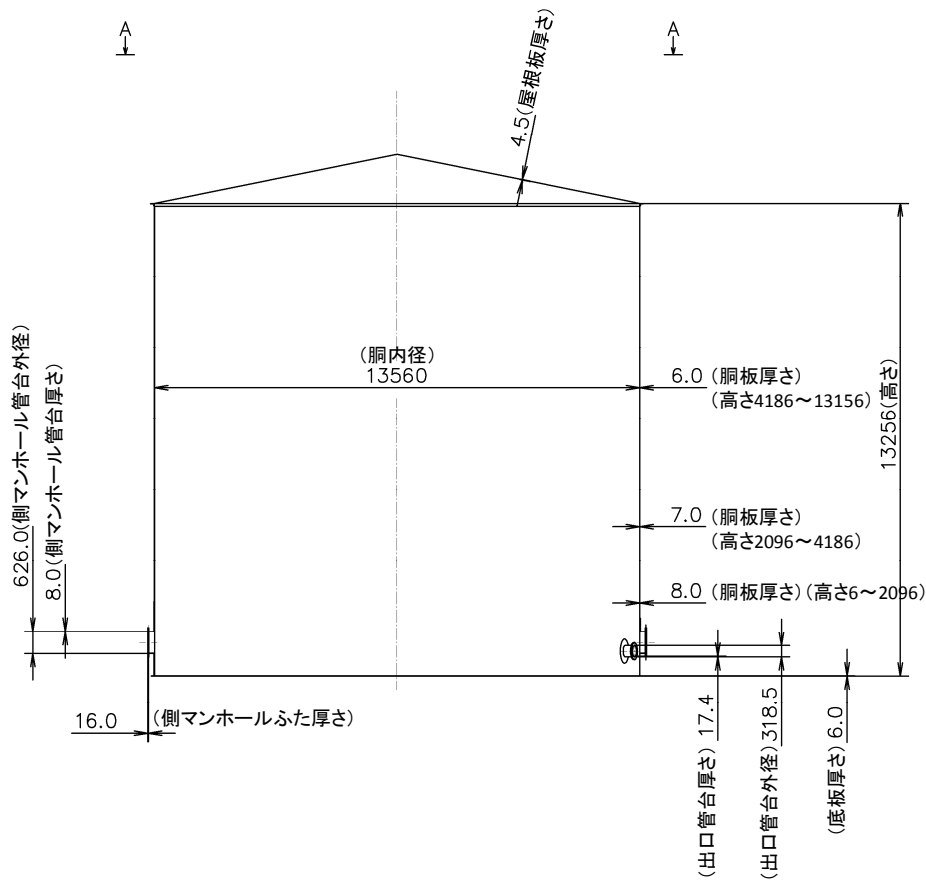 A
A
4.5(屋根板厚さ)
(胴内径)
13560
6.0 (胴板厚さ)
(高さ4186～13156)
13256(高さ)
626.0(側マンホール管台外径)
8.0(側マンホール管台厚さ)
7.0 (胴板厚さ)
(高さ2096～4186)
8.0 (胴板厚さ)(高さ6～2096)
16.0 (側マンホールふた厚さ)
(出口管台厚さ) 17.4
(出口管台外径) 318.5
(底板厚さ) 6.0